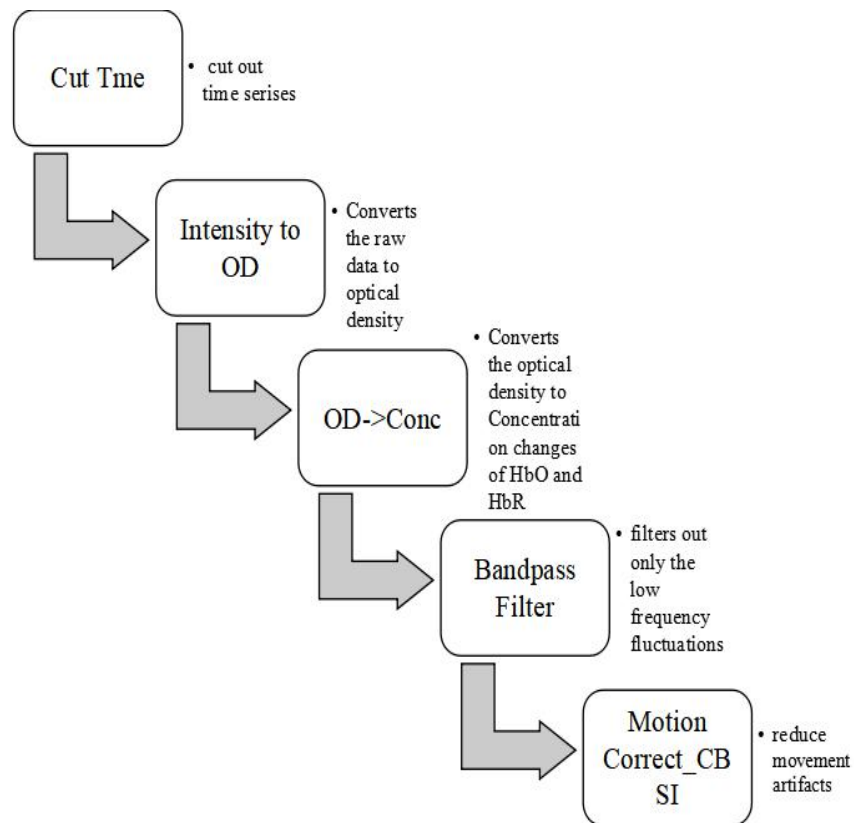 Cut Tme
• cut out
time serises
Intensity to
OD
• Converts
the raw
data to
optical
density
OD->Conc
• Converts
the optical
density to
Concentrati
on changes
of HbO and
HbR
Bandpass
Filter
• filters out
only the
low
frequency
fluctuations
Motion
Correct_CB
SI
• reduce
movement
artifacts